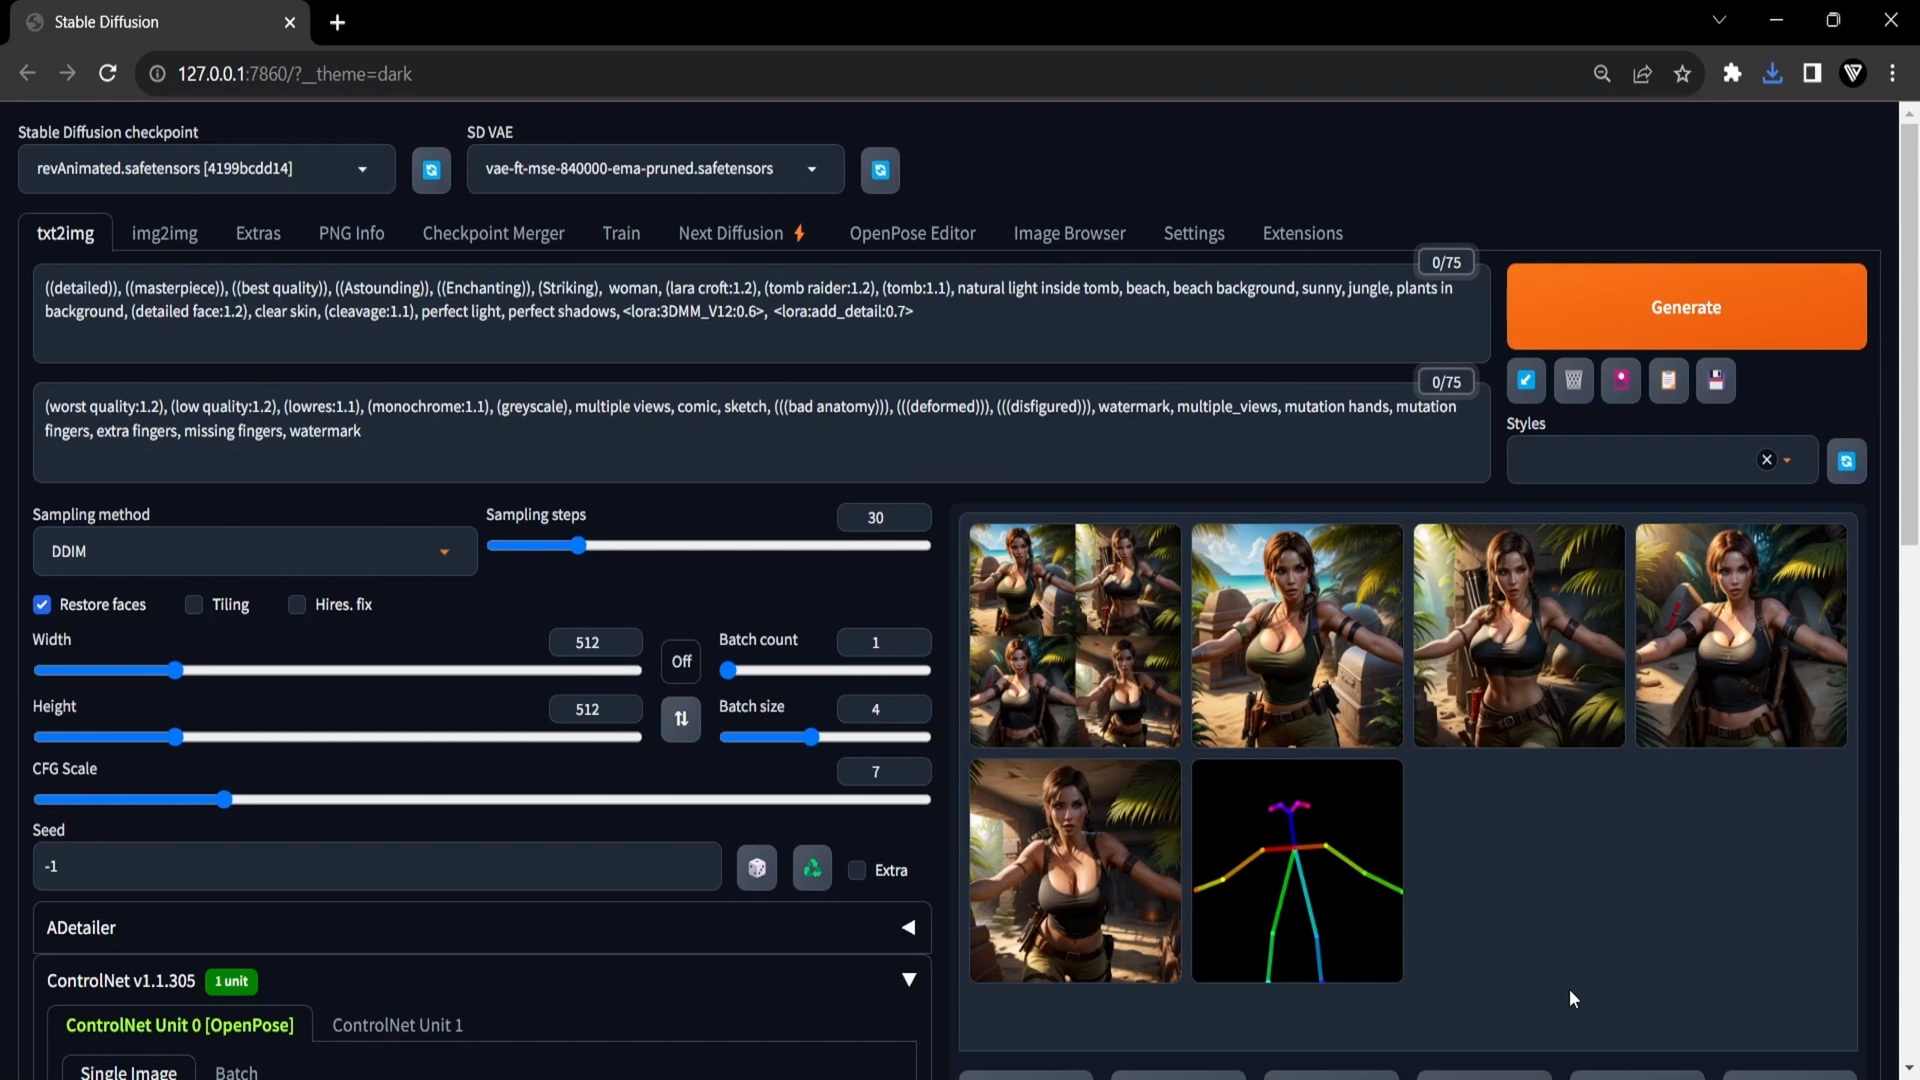 Stable Diffusion
127.0.0.1:7860/?__theme=dark
Stable Diffusion checkpoint
SD VAE
revAnimated.safetensors [4199bcdd14]
vae-ft-mse-840000-ema-pruned.safetensors
txt2img
img2img
Extras
PNG Info
Checkpoint Merger
Train
Next Diffusion
OpenPose Editor
Image Browser
Settings
Extensions
0/75
((detailed)), ((masterpiece)), ((best quality)), ((Astounding)), ((Enchanting)), (Striking), woman, (lara croft:1.2), (tomb raider:1.2), (tomb:1.1), natural light inside tomb, beach, beach background, sunny, jungle, plants in
background, (detailed face:1.2), clear skin, (cleavage:1.1), perfect light, perfect shadows, <lora:3DMM_V12:0.6>, <lora:add_detail:0.7>
Generate
0/75
(worst quality:1.2), (low quality:1.2), (lowres:1.1), (monochrome:1.1), (greyscale), multiple views, comic, sketch, (((bad anatomy))), (((deformed))), (((disfigured))), watermark, multiple_views, mutation hands, mutation
fingers, extra fingers, missing fingers, watermark
Styles
Sampling method
Sampling steps
30
DDIM
Restore faces
Tiling
Hires. fix
Width
512
Off
Batch count
1
Height
512
Batch size
4
CFG Scale
7
Seed
-1
Extra
ADetailer
ControlNet v1.1.305
1 unit
ControlNet Unit 0 [OpenPose]
ControlNet Unit 1
Single Image
Batch